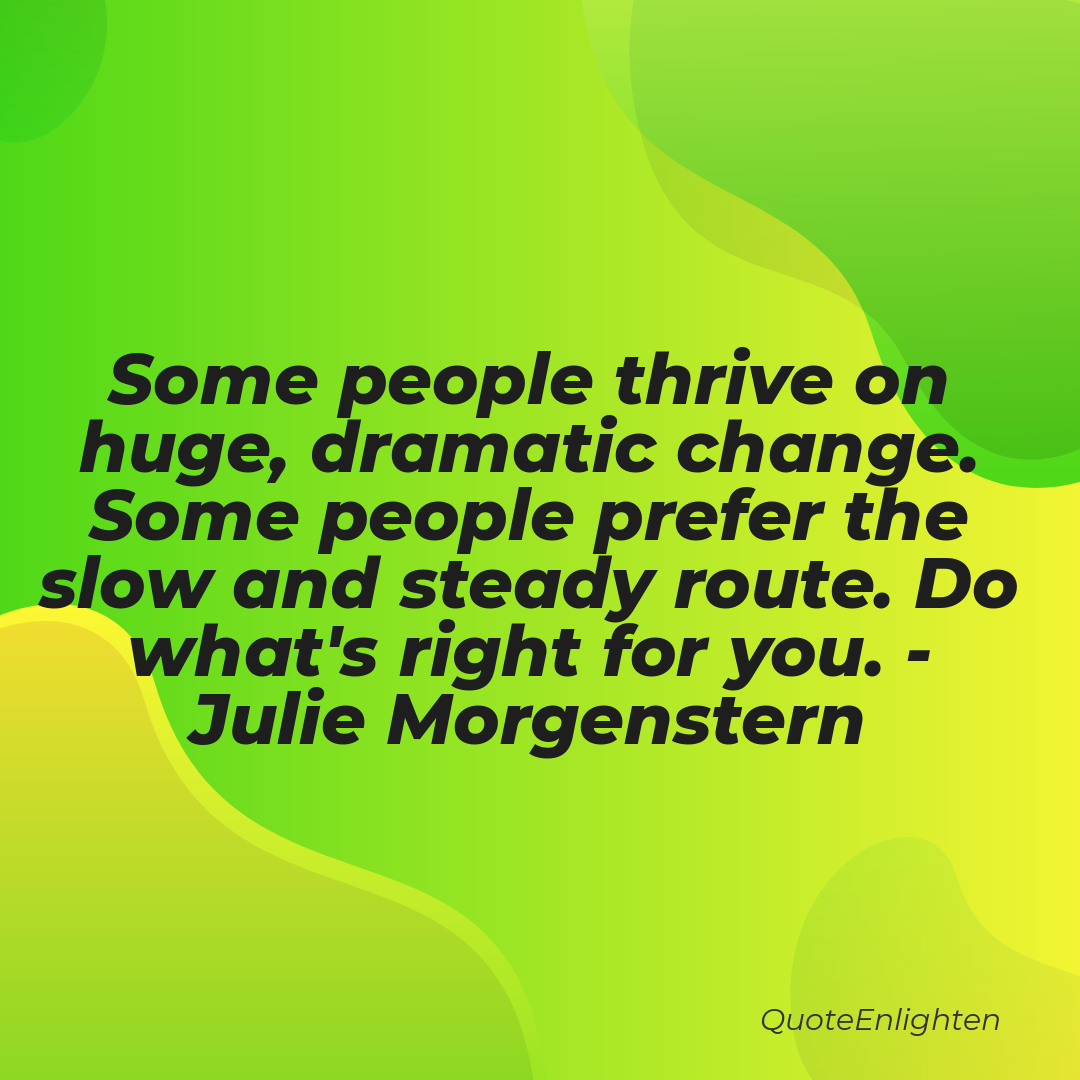 Some people thrive on
huge, dramatic change.
Some people prefer the
slow and steady route. Do
what's right for you. -
Julie Morgenstern
QuoteEnlighten